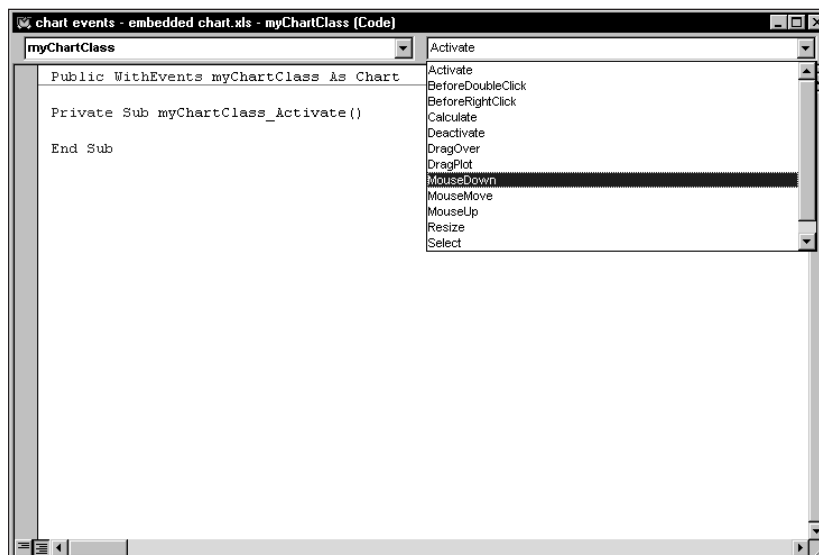 chart events - embedded chart.xls - myChartClass (Code)
myChartClass
Activate
Public WithEvents myChartClass As Chart
Private Sub myChartClass_Activate()
End Sub
Activate
BeforeDoubleClick
BeforeRightClick
Calculate
Deactivate
DragOver
DragPlot
MouseDown
MouseMove
MouseUp
Resize
Select